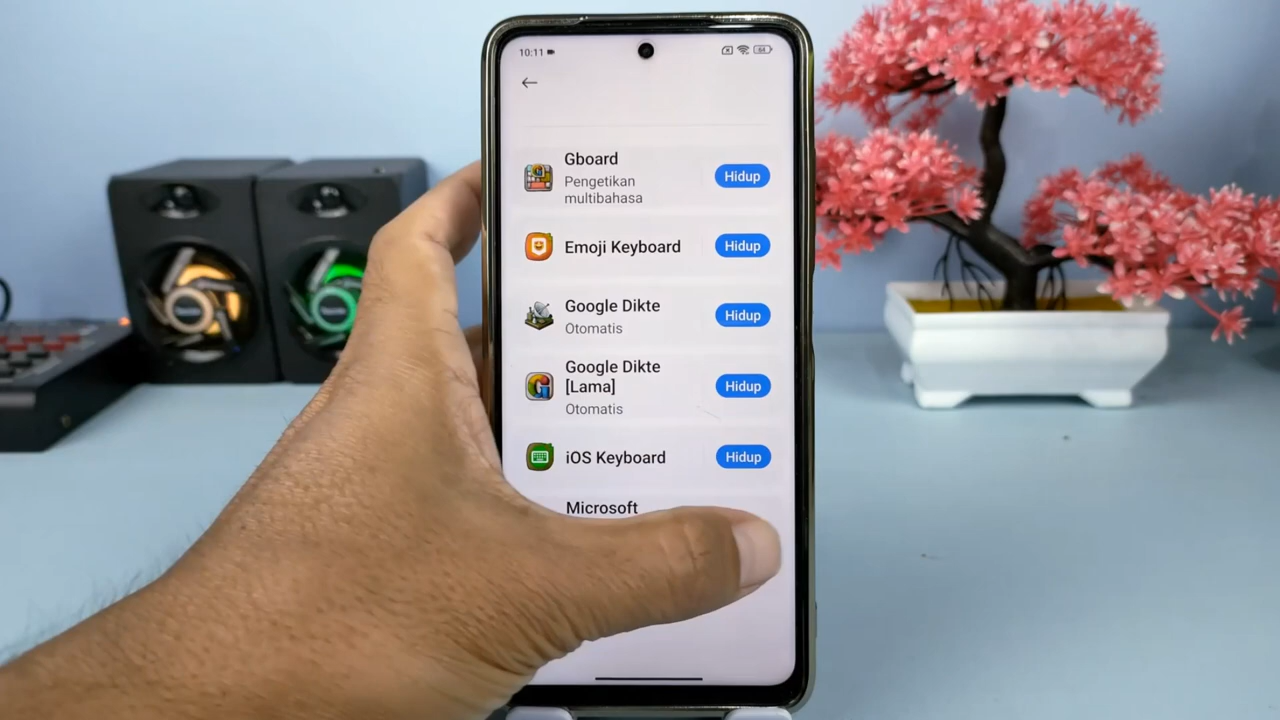 10:11
64
Gboard
Pengetikan
multibahasa
Hidup
Emoji Keyboard
Hidup
Google Dikte
Otomatis
Hidup
Google Dikte
[Lama]
Otomatis
Hidup
iOS Keyboard
Hidup
Microsoft